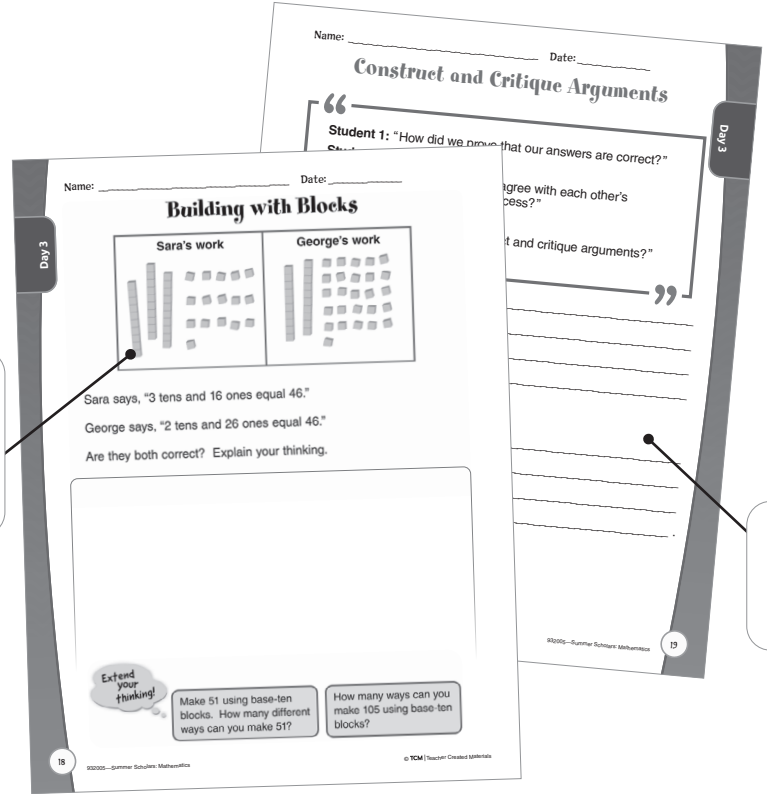 Name:
Date:
Construct and Critique Arguments
“
Student 1: “How did we prove that our answers are correct?”
agree with each other’s
cess?”
t and critique arguments?”
”
Day 3
.
932005—Summer Scholars: Mathematics
19
Name:
Date:
Building with Blocks
Day 3
Sara’s work
George’s work
Sara says, “3 tens and 16 ones equal 46.”
George says, “2 tens and 26 ones equal 46.”
Are they both correct? Explain your thinking.
Extend
your
thinking!
Make 51 using base-ten
blocks. How many different
ways can you make 51?
How many ways can you
make 105 using base-ten
blocks?
18
932005—Summer Scholars: Mathematics
© TCM | Teacher Created Materials